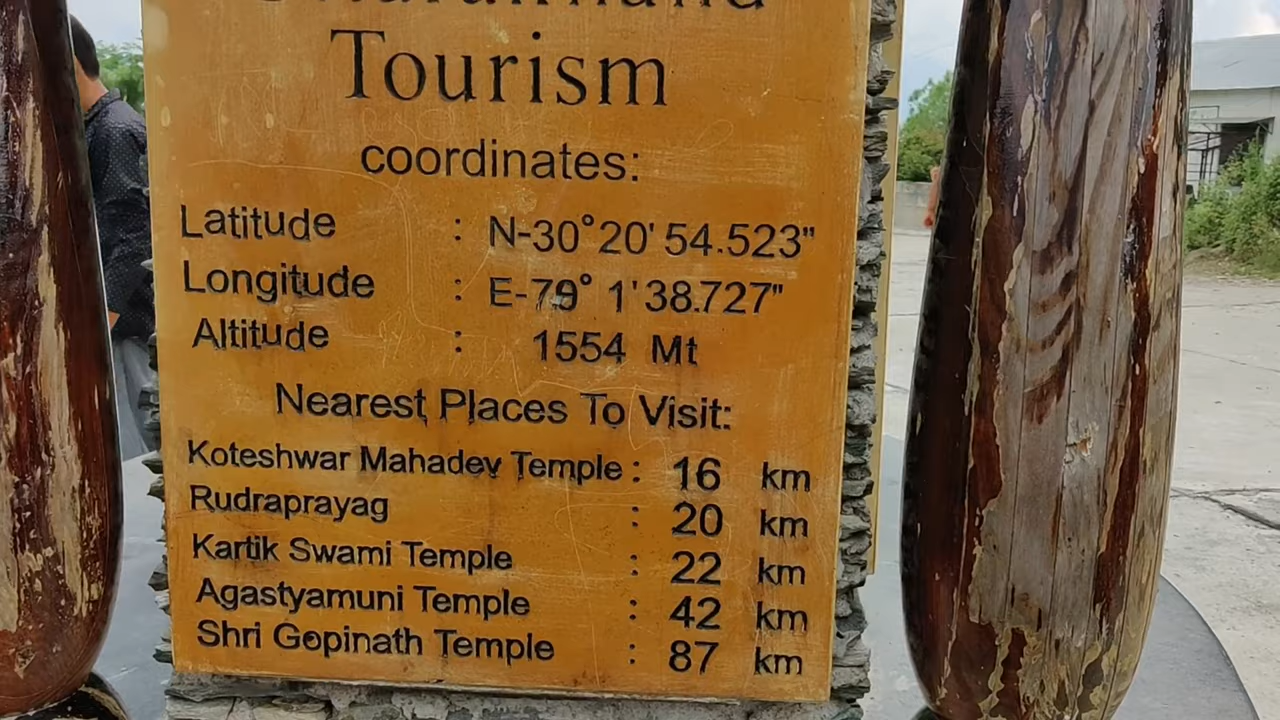 Tourism
coordinates:
Latitude : N-30°20' 54.523"
Longitude : E-79° 1'38.727"
Altitude : 1554 Mt
Nearest Places To Visit:
Koteshwar Mahadev Temple : 16 km
Rudraprayag : 20 km
Kartik Swami Temple : 22 km
Agastyamuni Temple : 42 km
Shri Gopinath Temple : 87 km